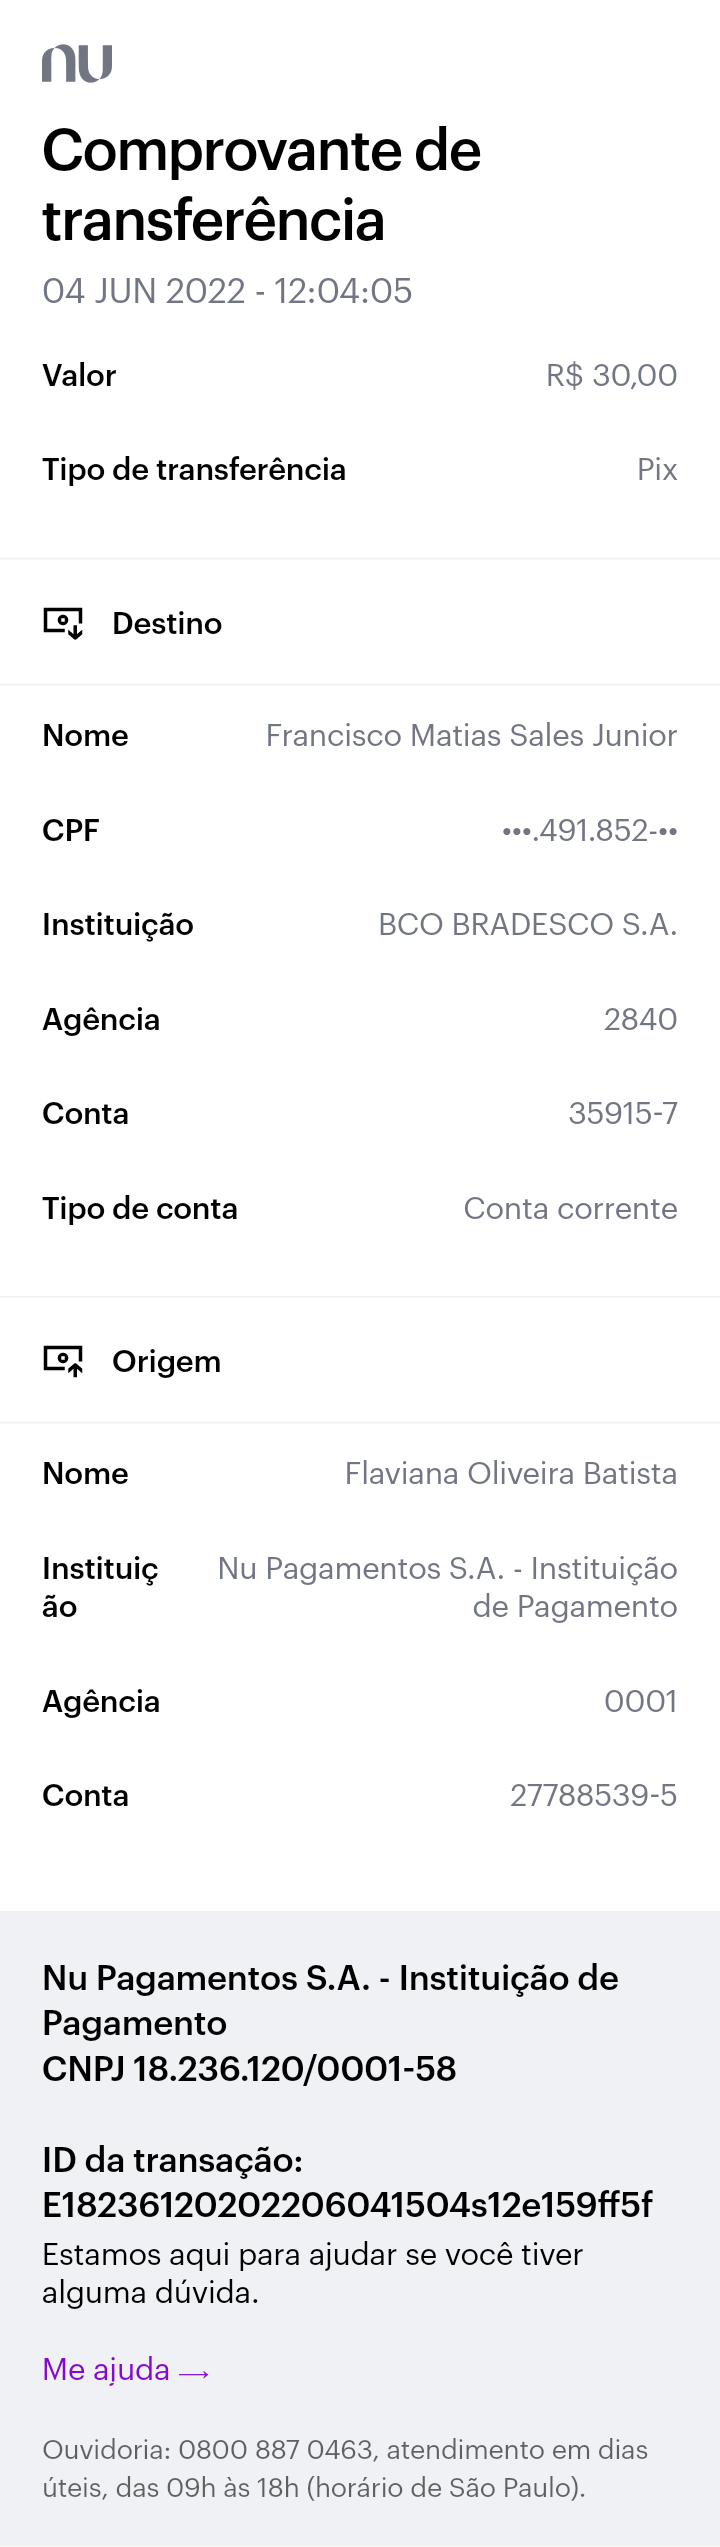 nu
Comprovante de
transferência
04 JUN 2022 - 12:04:05
Valor R$ 30,00
Tipo de transferência Pix
Destino
Nome Francisco Matias Sales Junior
CPF •••.491.852-••
Instituição BCO BRADESCO S.A.
Agência 2840
Conta 35915-7
Tipo de conta Conta corrente
Origem
Nome Flaviana Oliveira Batista
Instituiç Nu Pagamentos S.A. - Instituição
ão de Pagamento
Agência 0001
Conta 27788539-5
Nu Pagamentos S.A. - Instituição de
Pagamento
CNPJ 18.236.120/0001-58
ID da transação:
E18236120202206041504s12e159ff5f
Estamos aqui para ajudar se você tiver
alguma dúvida.
Me ajuda →
Ouvidoria: 0800 887 0463, atendimento em dias
úteis, das 09h às 18h (horário de São Paulo).